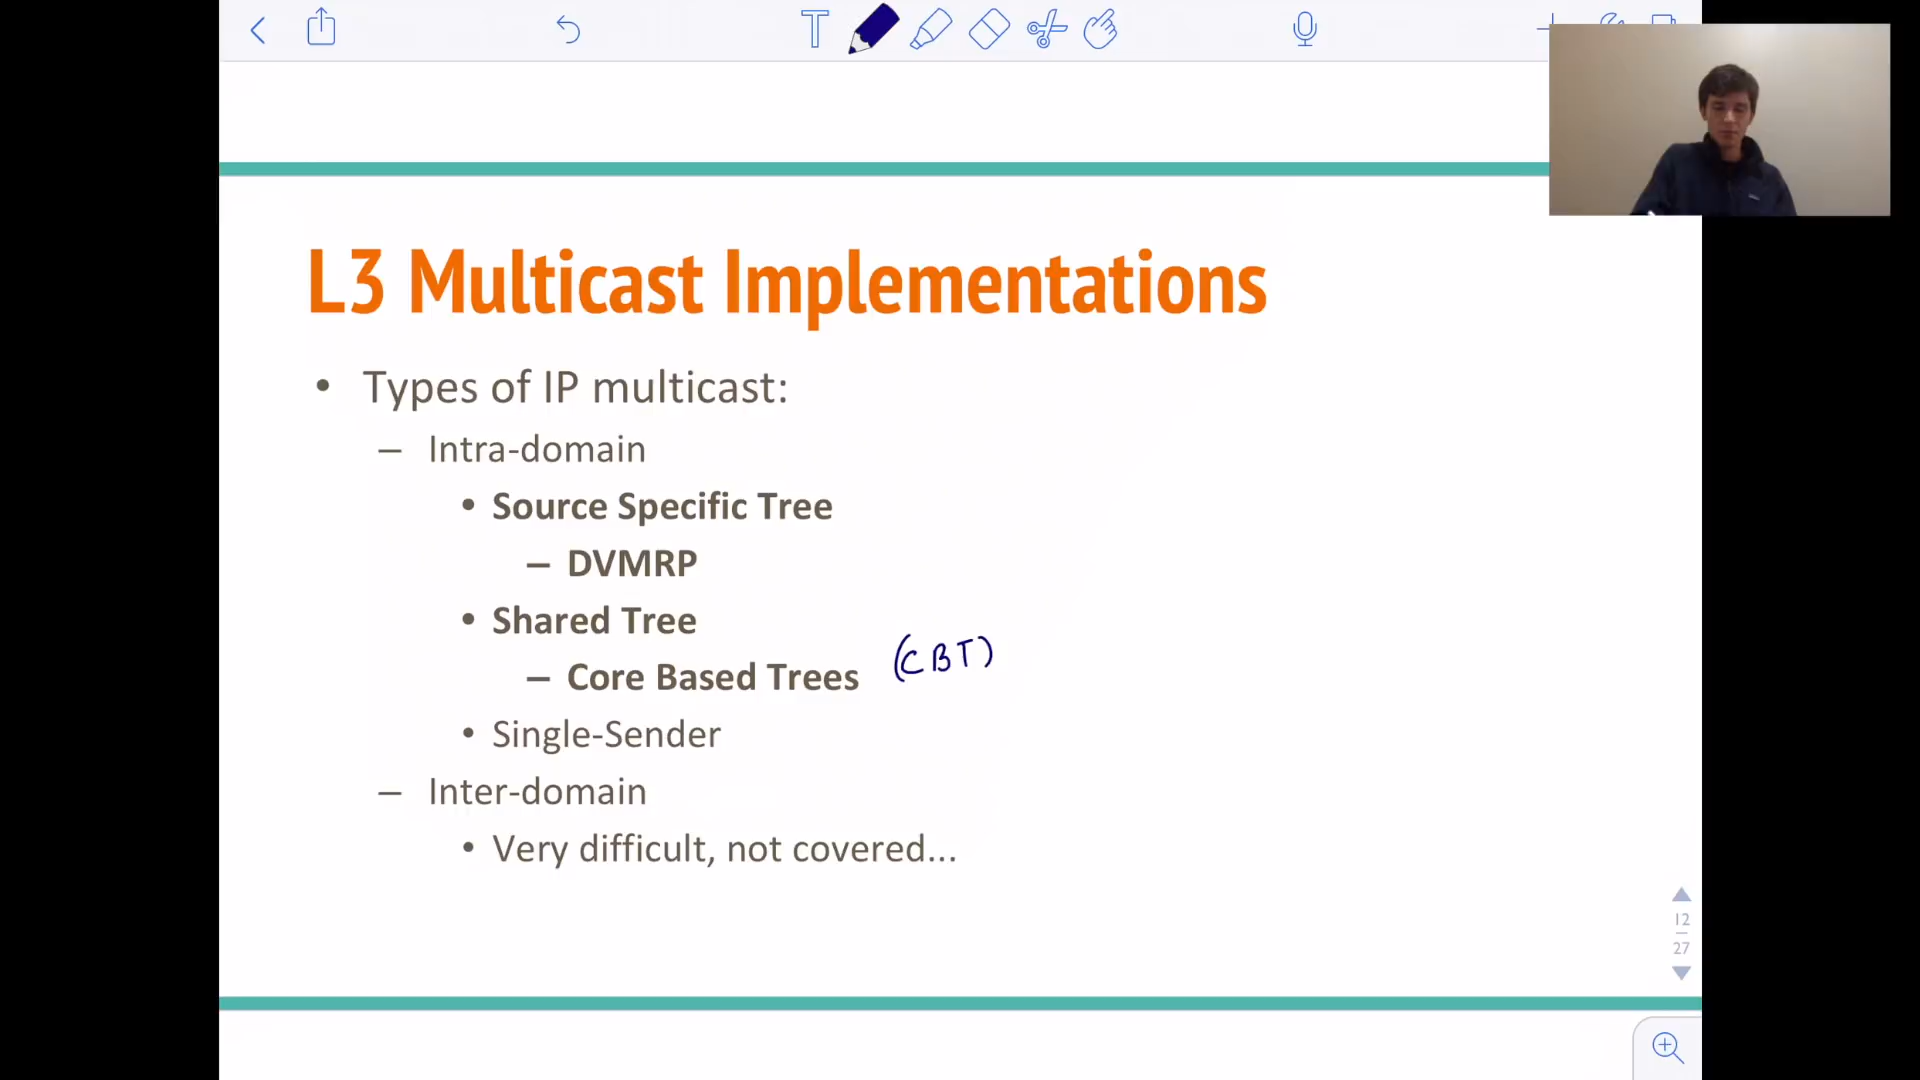 T
L3 Multicast Implementations
• Types of IP multicast:
– Intra-domain
• Source Specific Tree
– DVMRP
• Shared Tree
– Core Based Trees (CBT)
• Single-Sender
– Inter-domain
• Very difficult, not covered...
12
27